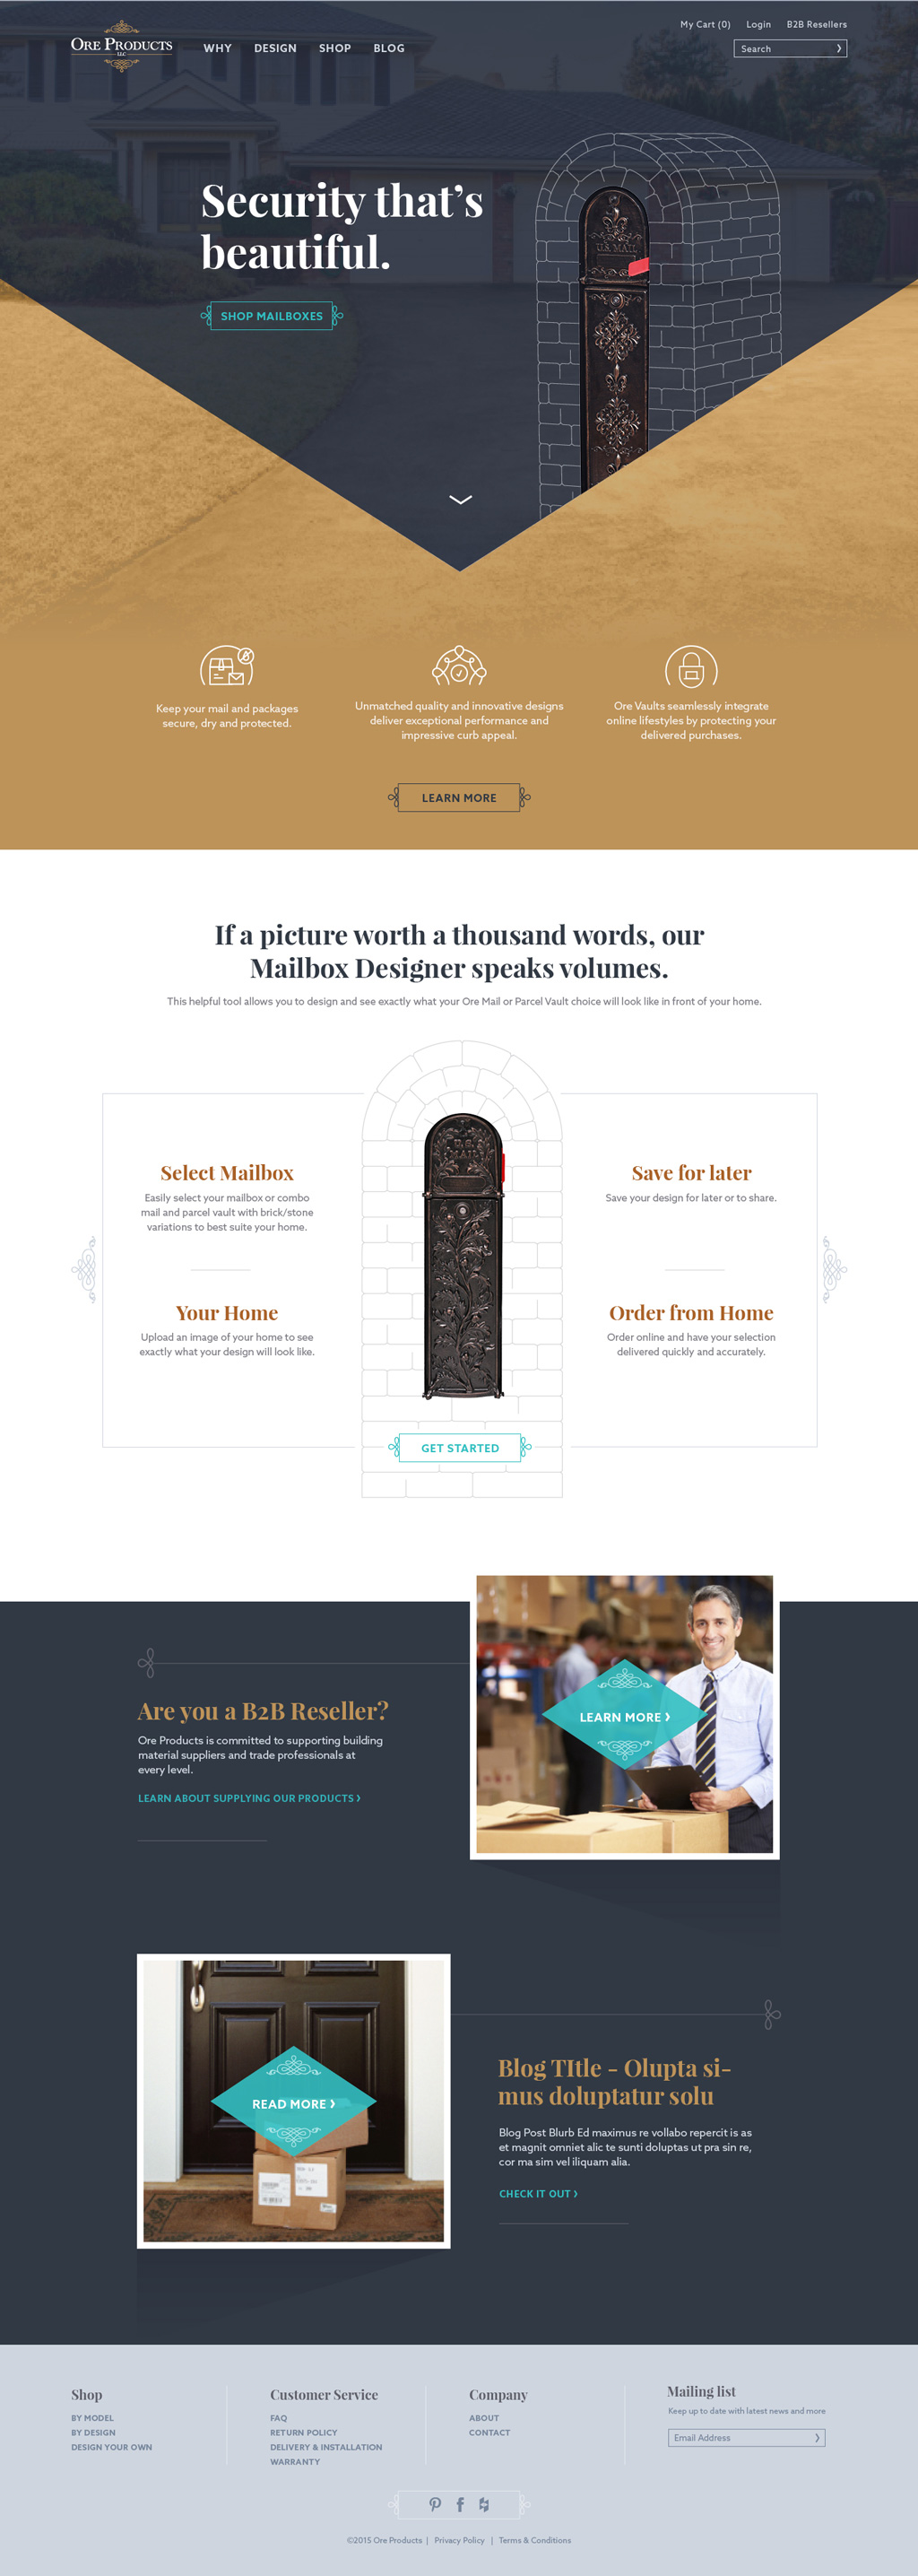 My Cart (0) Login B2B Resellers
ORE PRODUCTS
LLC
WHY DESIGN SHOP BLOG
Search
Security that's
beautiful.
SHOP MAILBOXES
U.S. MAIL
Keep your mail and packages
secure, dry and protected.
Unmatched quality and innovative designs
deliver exceptional performance and
impressive curb appeal.
Ore Vaults seamlessly integrate
online lifestyles by protecting your
delivered purchases.
LEARN MORE
If a picture worth a thousand words, our
Mailbox Designer speaks volumes.
This helpful tool allows you to design and see exactly what your Ore Mail or Parcel Vault choice will look like in front of your home.
U.S.
MAIL
Select Mailbox
Easily select your mailbox or combo
mail and parcel vault with brick/stone
variations to best suite your home.
Your Home
Upload an image of your home to see
exactly what your design will look like.
Save for later
Save your design for later or to share.
Order from Home
Order online and have your selection
delivered quickly and accurately.
GET STARTED
Are you a B2B Reseller?
Ore Products is committed to supporting building
material suppliers and trade professionals at
every level.
LEARN ABOUT SUPPLYING OUR PRODUCTS ›
LEARN MORE ›
READ MORE ›
Blog TItle - Olupta si-
mus doluptatur solu
Blog Post Blurb Ed maximus re vollabo repercit is as
et magnit omniet alic te sunti doluptas ut pra sin re,
cor ma sim vel iliquam alia.
CHECK IT OUT ›
Shop
BY MODEL
BY DESIGN
DESIGN YOUR OWN
Customer Service
FAQ
RETURN POLICY
DELIVERY & INSTALLATION
WARRANTY
Company
ABOUT
CONTACT
Mailing list
Keep up to date with latest news and more
Email Address
©2015 Ore Products | Privacy Policy | Terms & Conditions